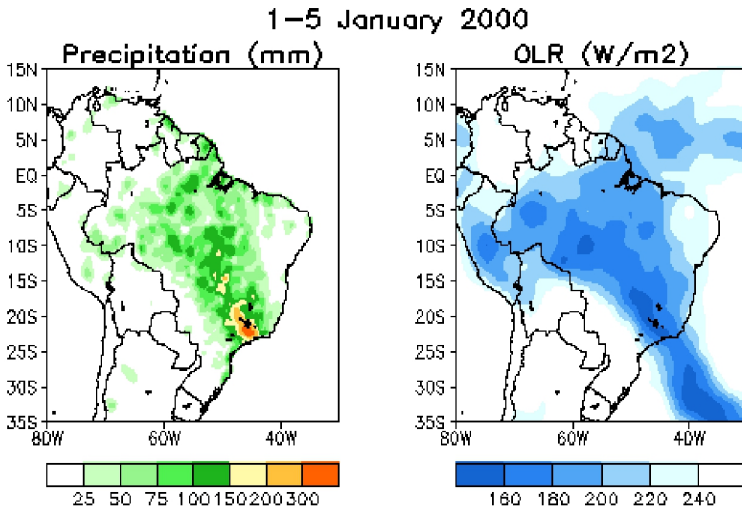 1-5 January 2000
Precipitation (mm)
OLR (W/m2)
15N
10N
5N
EQ
5S
10S
15S
20S
25S
30S
35S
80W 60W 40W
15N
10N
5N
EQ
5S
10S
15S
20S
25S
30S
35S
80W 60W 40W
25 50 75 100 150 200 300
160 180 200 220 240